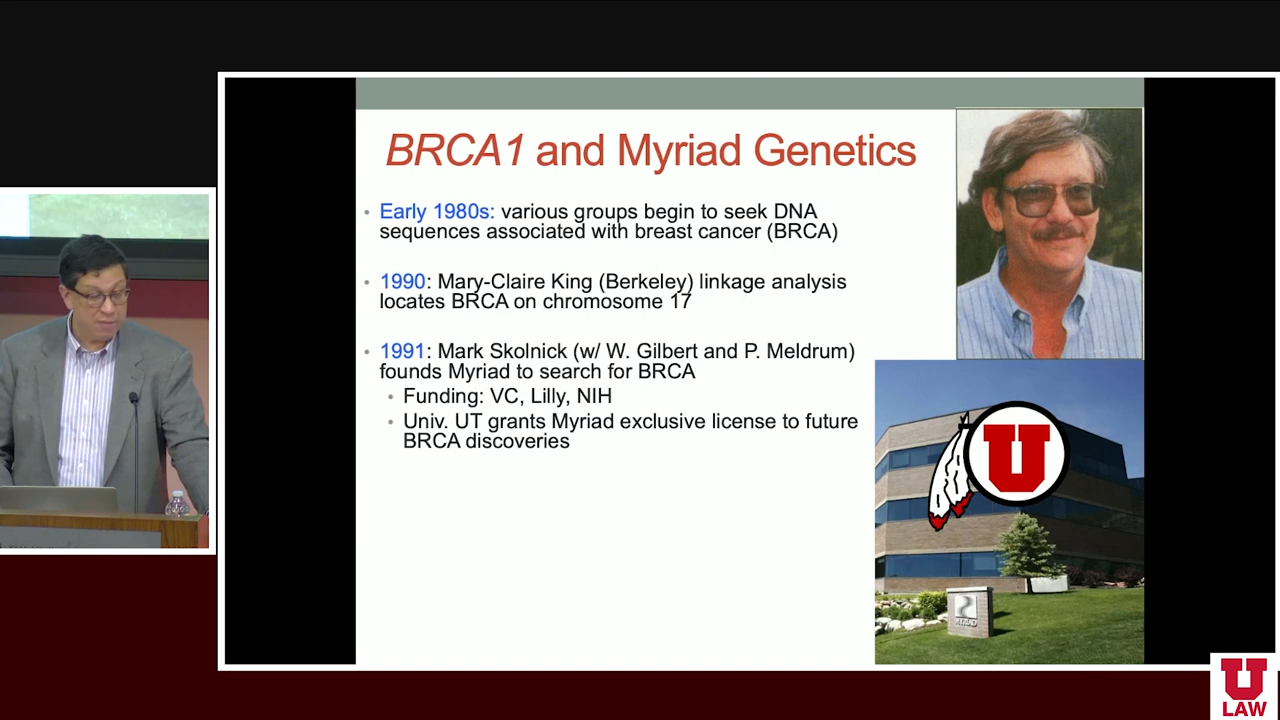 BRCA1 and Myriad Genetics
• Early 1980s: various groups begin to seek DNA
sequences associated with breast cancer (BRCA)
• 1990: Mary-Claire King (Berkeley) linkage analysis
locates BRCA on chromosome 17
• 1991: Mark Skolnick (w/ W. Gilbert and P. Meldrum)
founds Myriad to search for BRCA
• Funding: VC, Lilly, NIH
• Univ. UT grants Myriad exclusive license to future
BRCA discoveries
U
MYRIAD
U
LAW